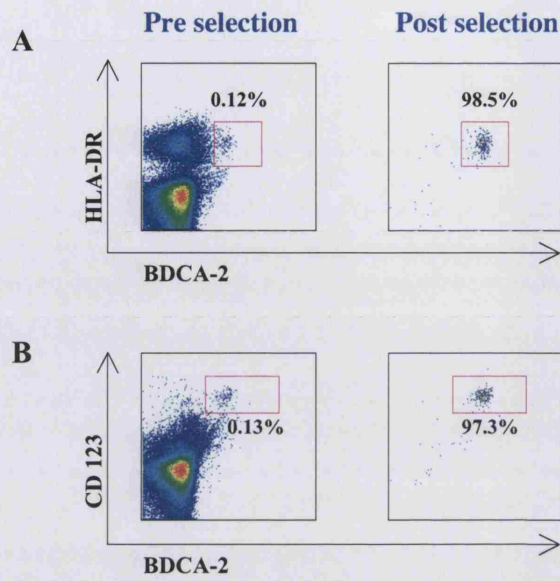 Pre selection Post selection
A
0.12% 98.5%
HLA-DR
BDCA-2
B
0.13% 97.3%
CD 123
BDCA-2